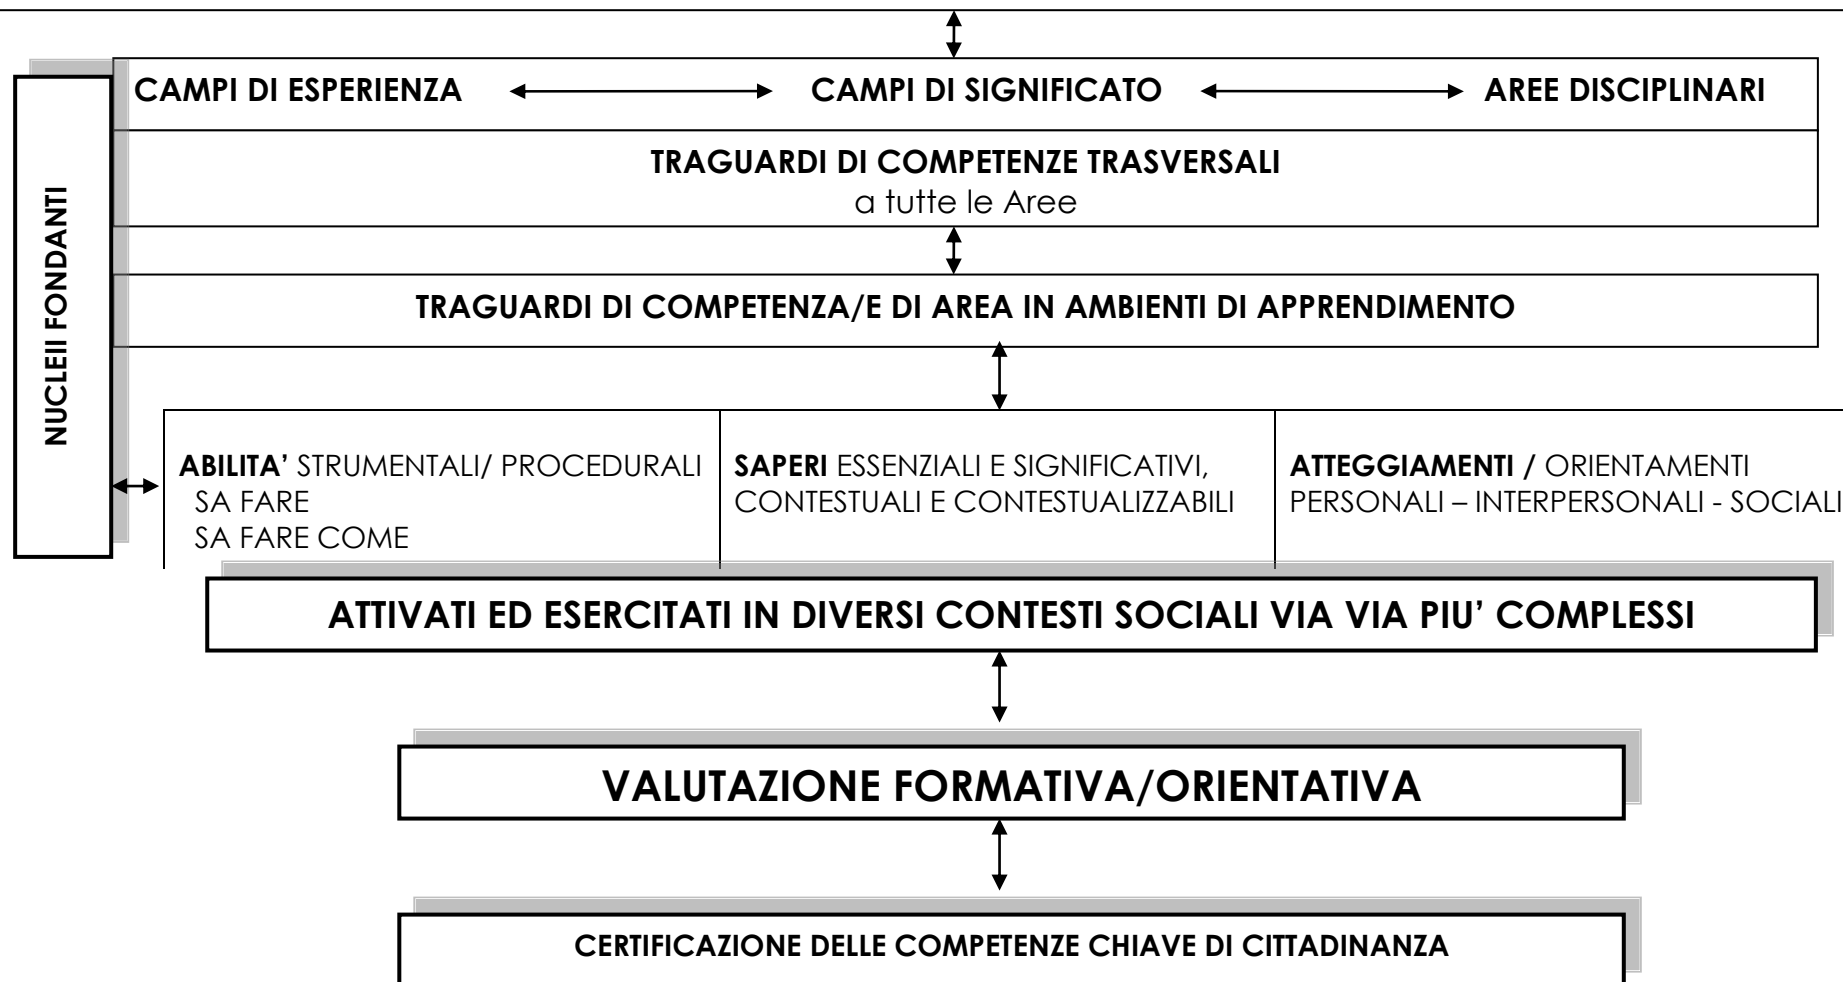 CAMPI DI ESPERIENZA CAMPI DI SIGNIFICATO AREE DISCIPLINARI
TRAGUARDI DI COMPETENZE TRASVERSALI
a tutte le Aree
NUCLEII FONDANTI
TRAGUARDI DI COMPETENZA/E DI AREA IN AMBIENTI DI APPRENDIMENTO
ABILITA’ STRUMENTALI/ PROCEDURALI
SA FARE
SA FARE COME
SAPERI ESSENZIALI E SIGNIFICATIVI,
CONTESTUALI E CONTESTUALIZZABILI
ATTEGGIAMENTI / ORIENTAMENTI
PERSONALI – INTERPERSONALI - SOCIALI
ATTIVATI ED ESERCITATI IN DIVERSI CONTESTI SOCIALI VIA VIA PIU’ COMPLESSI
VALUTAZIONE FORMATIVA/ORIENTATIVA
CERTIFICAZIONE DELLE COMPETENZE CHIAVE DI CITTADINANZA